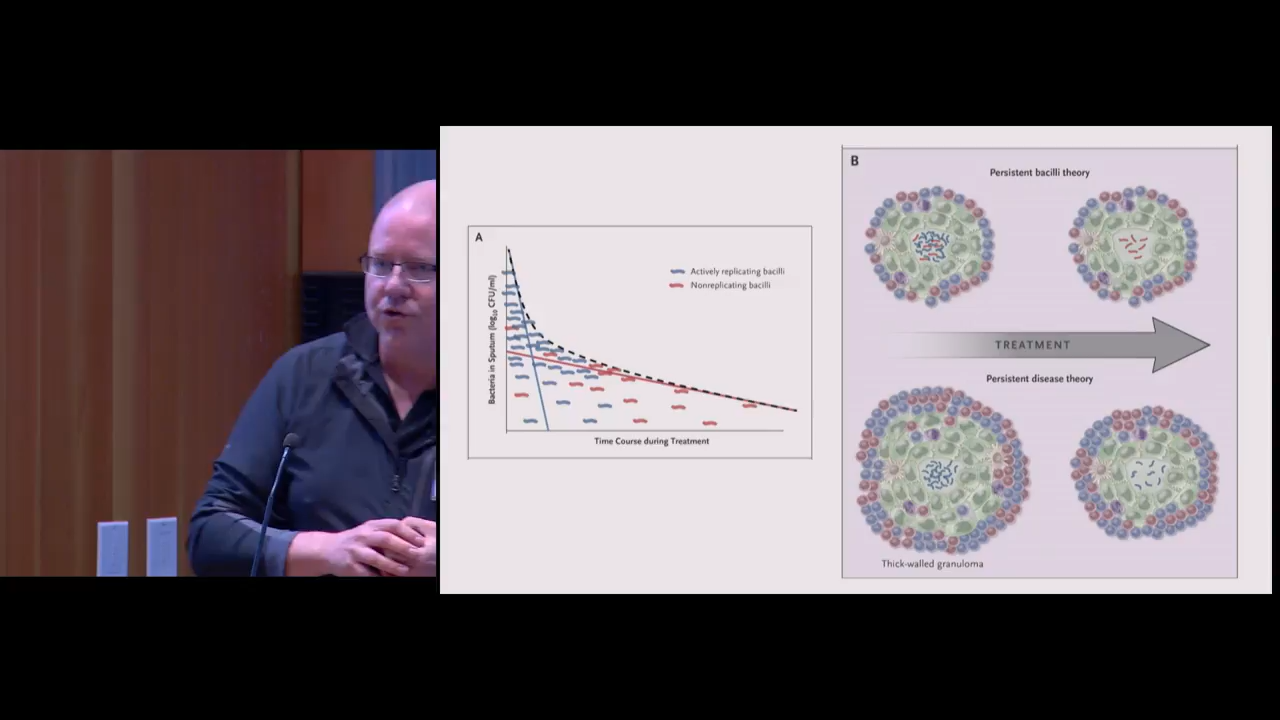 A
Bacteria in Sputum (log10 CFU/ml)
Actively replicating bacilli
Nonreplicating bacilli
Time Course during Treatment
B
Persistent bacilli theory
TREATMENT
Persistent disease theory
Thick-walled granuloma